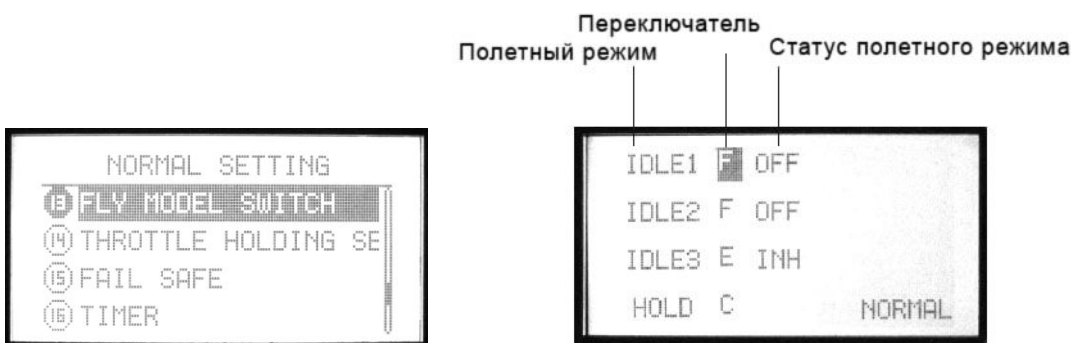 Переключатель
Полетный режим
Статус полетного режима
NORMAL SETTING
13 FLY MODEL SWITCH
14 THROTTLE HOLDING SE
15 FAIL SAFE
16 TIMER
IDLE1 F OFF
IDLE2 F OFF
IDLE3 E INH
HOLD C NORMAL